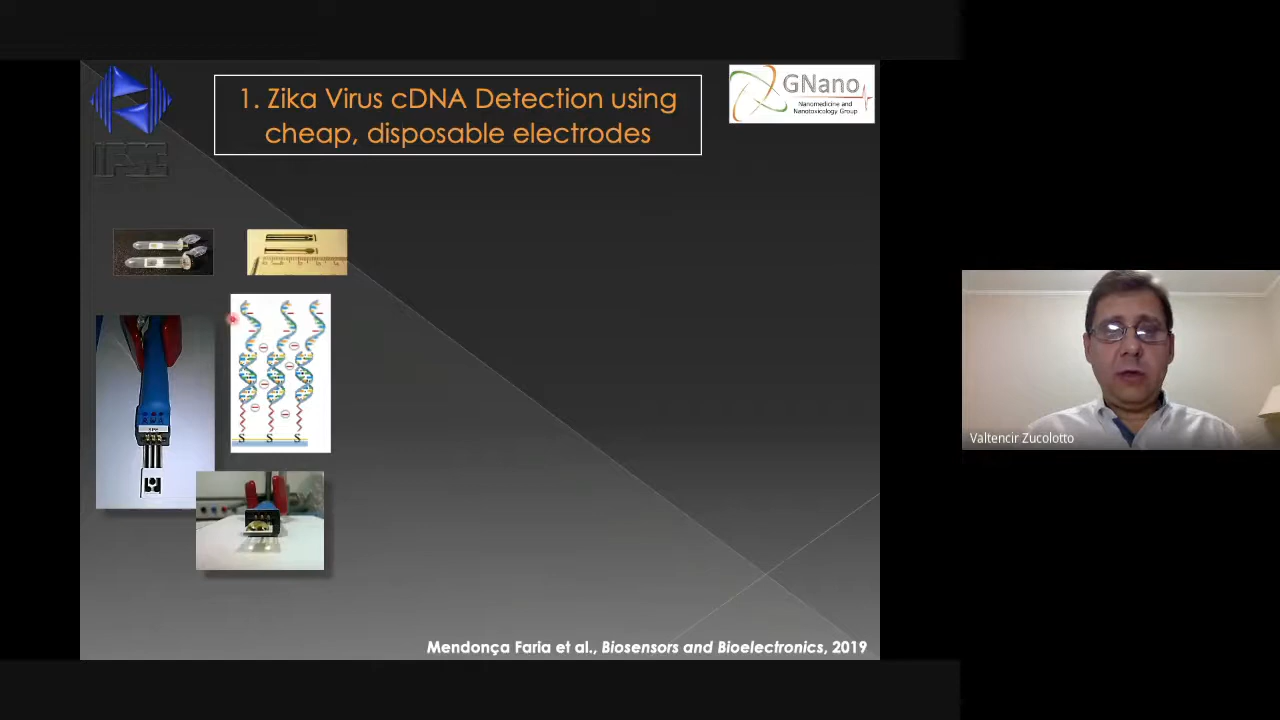 1. Zika Virus cDNA Detection using
cheap, disposable electrodes
GNano
Nanomedicine and
Nanotoxicology Group
IFSC
S S S
Valtencir Zucolotto
Mendonça Faria et al., Biosensors and Bioelectronics, 2019